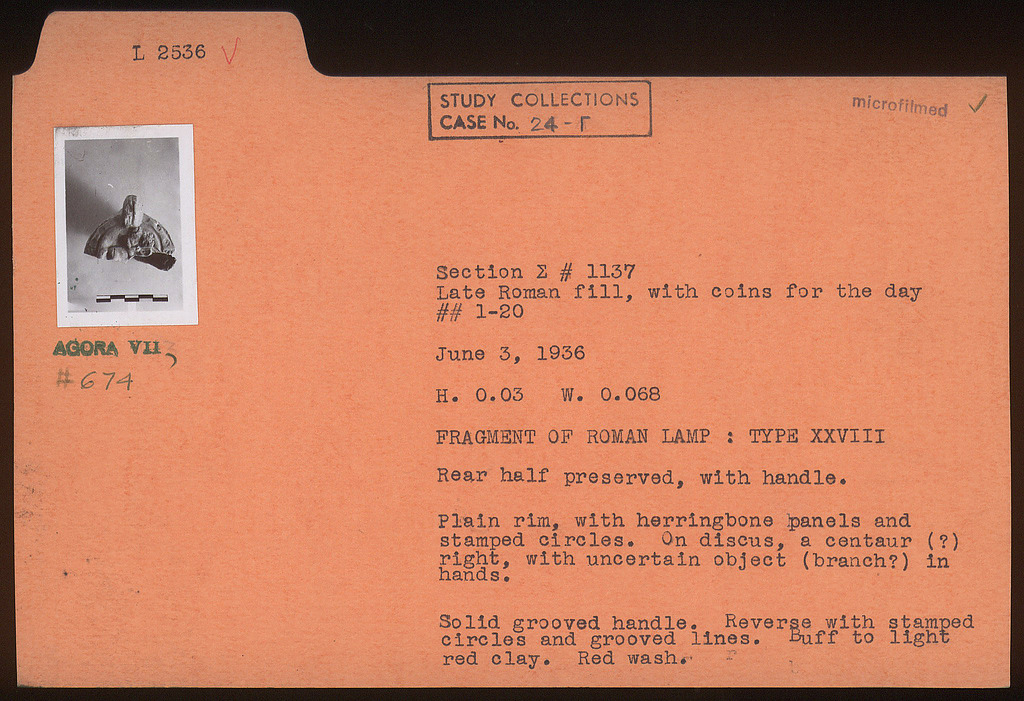 L 2536 ✓
STUDY COLLECTIONS
CASE No. 24-Γ
microfilmed ✓
AGORA VII,
# 674
Section Σ # 1137
Late Roman fill, with coins for the day
## 1-20
June 3, 1936
H. 0.03 W. 0.068
FRAGMENT OF ROMAN LAMP : TYPE XXVIII
Rear half preserved, with handle.
Plain rim, with herringbone panels and
stamped circles. On discus, a centaur (?)
right, with uncertain object (branch?) in
hands.
Solid grooved handle. Reverse with stamped
circles and grooved lines. Buff to light
red clay. Red wash.